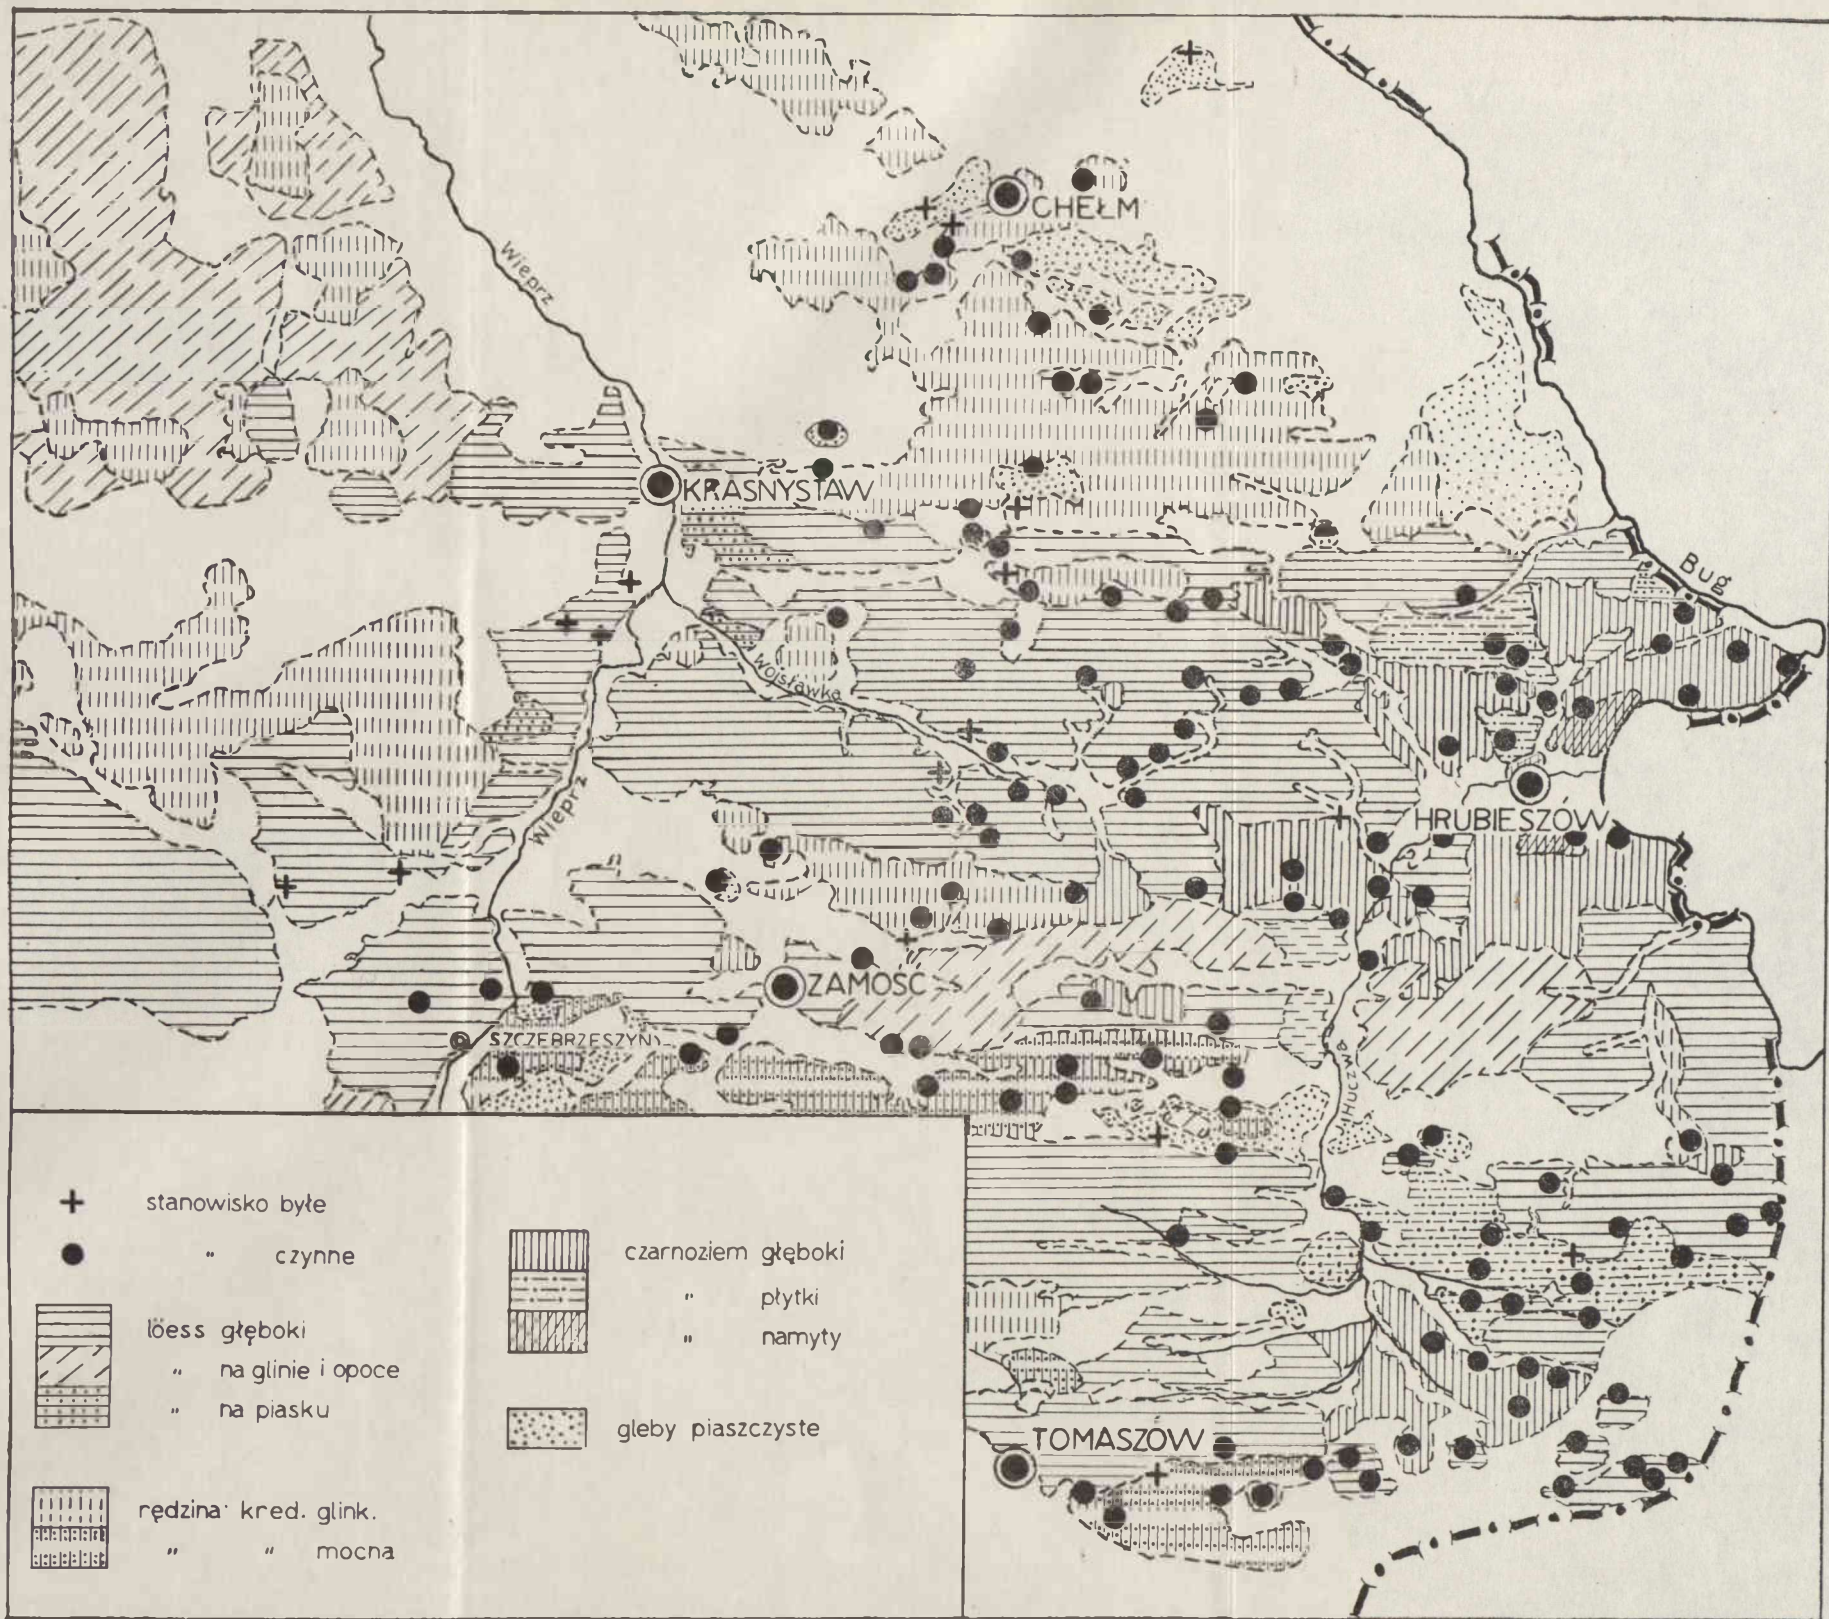 CHEŁM
Wieprz
KRASNYSTAW
Bug
Wojsławka
Wieprz
HRUBIESZÓW
ZAMOŚĆ
SZCZEBRZESZYN
HUCZWA
TOMASZÓW
stanowisko byłe
" czynne
löess głęboki
" na glinie i opoce
" na piasku
rędzina kred. glink.
" " mocna
czarnoziem głęboki
" płytki
" namyty
gleby piaszczyste